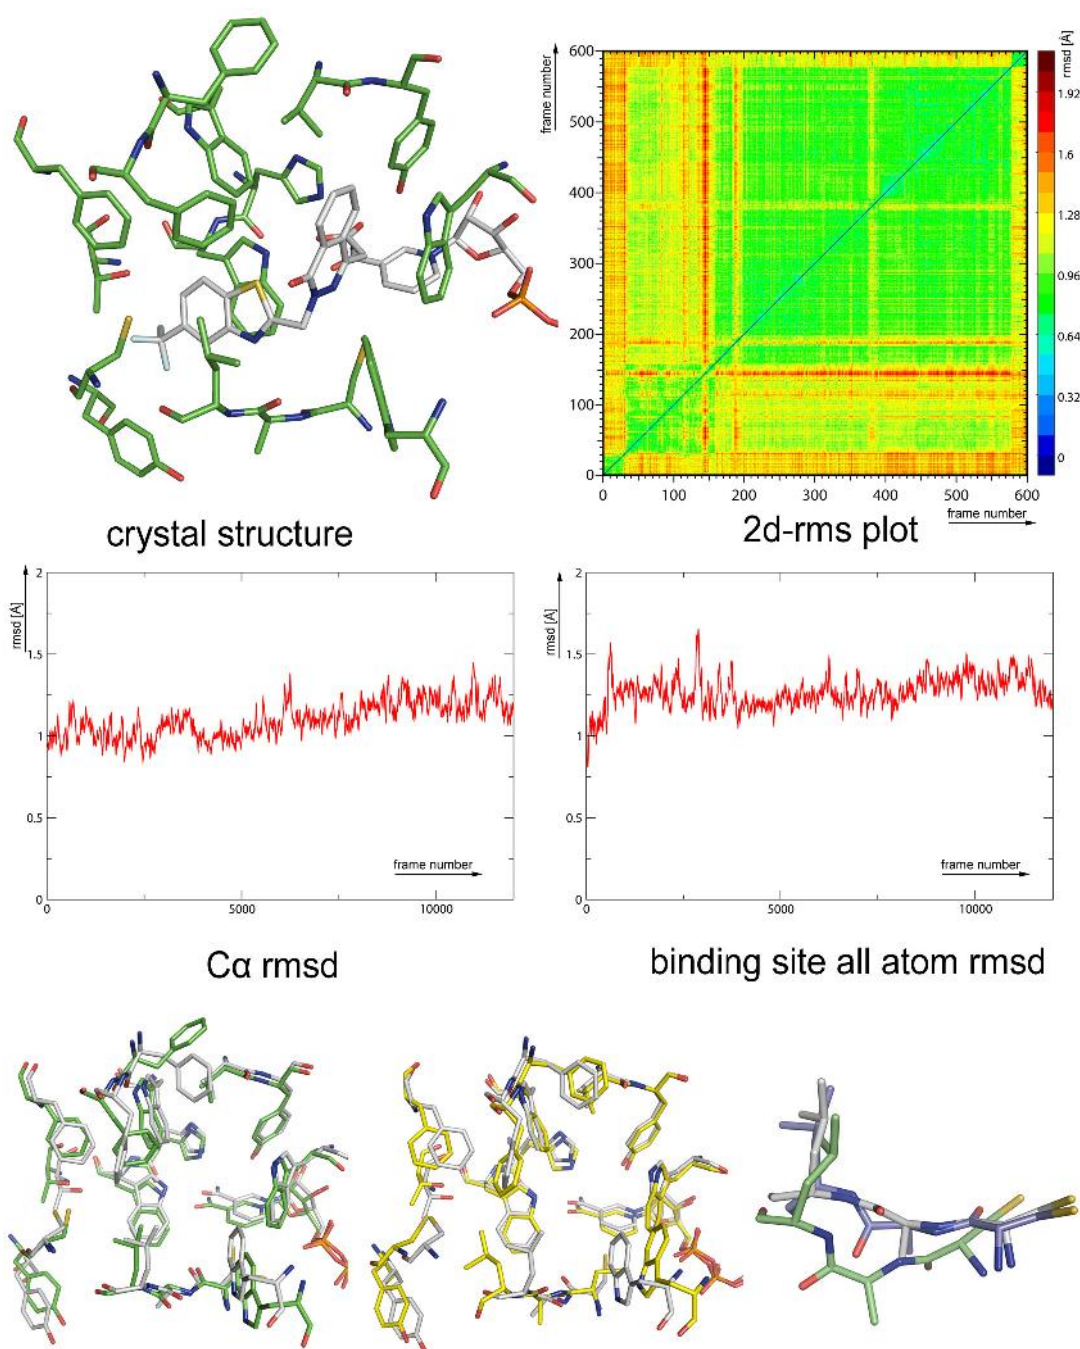 crystal structure
frame number
600
500
400
300
200
100
0
0 100 200 300 400 500 600
frame number
rmsd [Å]
1.92
1.6
1.28
0.96
0.64
0.32
0
2d-rms plot
rmsd [Å]
2
1.5
1
0.5
0
0 5000 10000
frame number
Cα rmsd
rmsd [Å]
2
1.5
1
0.5
0
0 5000 10000
frame number
binding site all atom rmsd